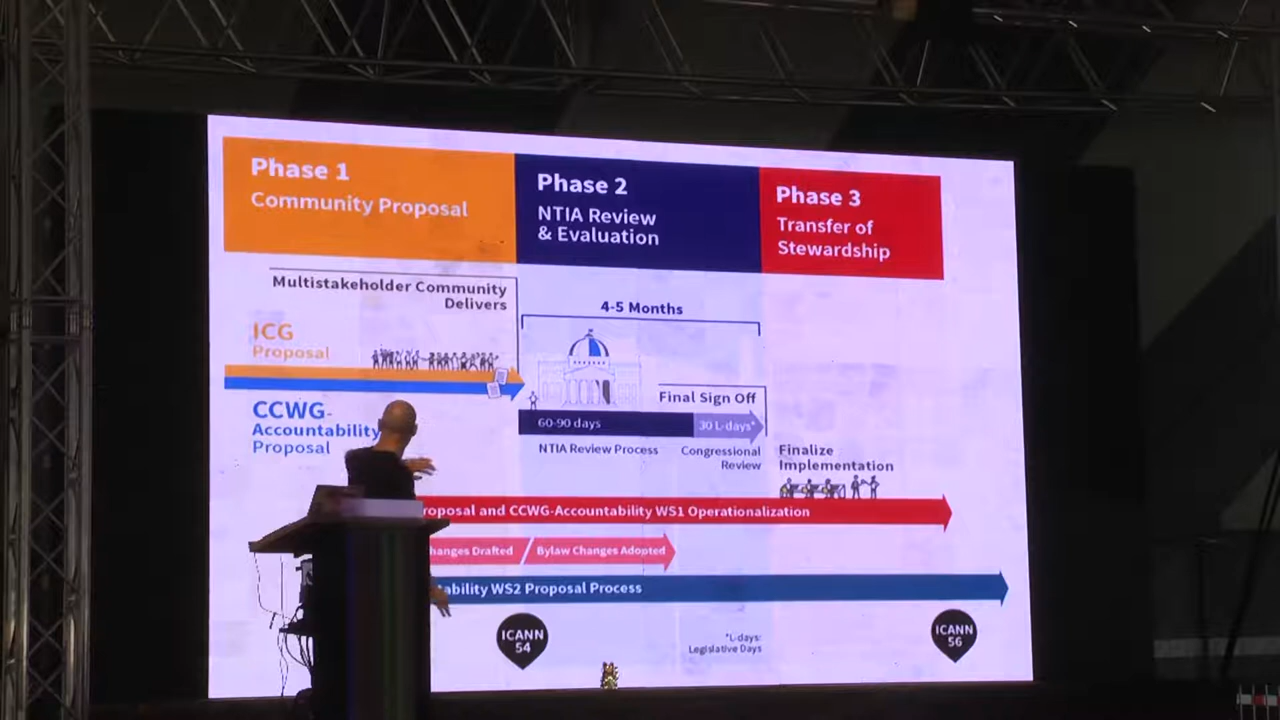 Phase 1
Community Proposal
Phase 2
NTIA Review
& Evaluation
Phase 3
Transfer of
Stewardship
Multistakeholder Community
Delivers
ICG
Proposal
CCWG-
Accountability
Proposal
4-5 Months
Final Sign Off
60-90 days
30 L-days*
NTIA Review Process
Congressional
Review
Finalize
Implementation
roposal and CCWG-Accountability WS1 Operationalization
hanges Drafted
Bylaw Changes Adopted
tability WS2 Proposal Process
ICANN
54
*L-days:
Legislative Days
ICANN
56